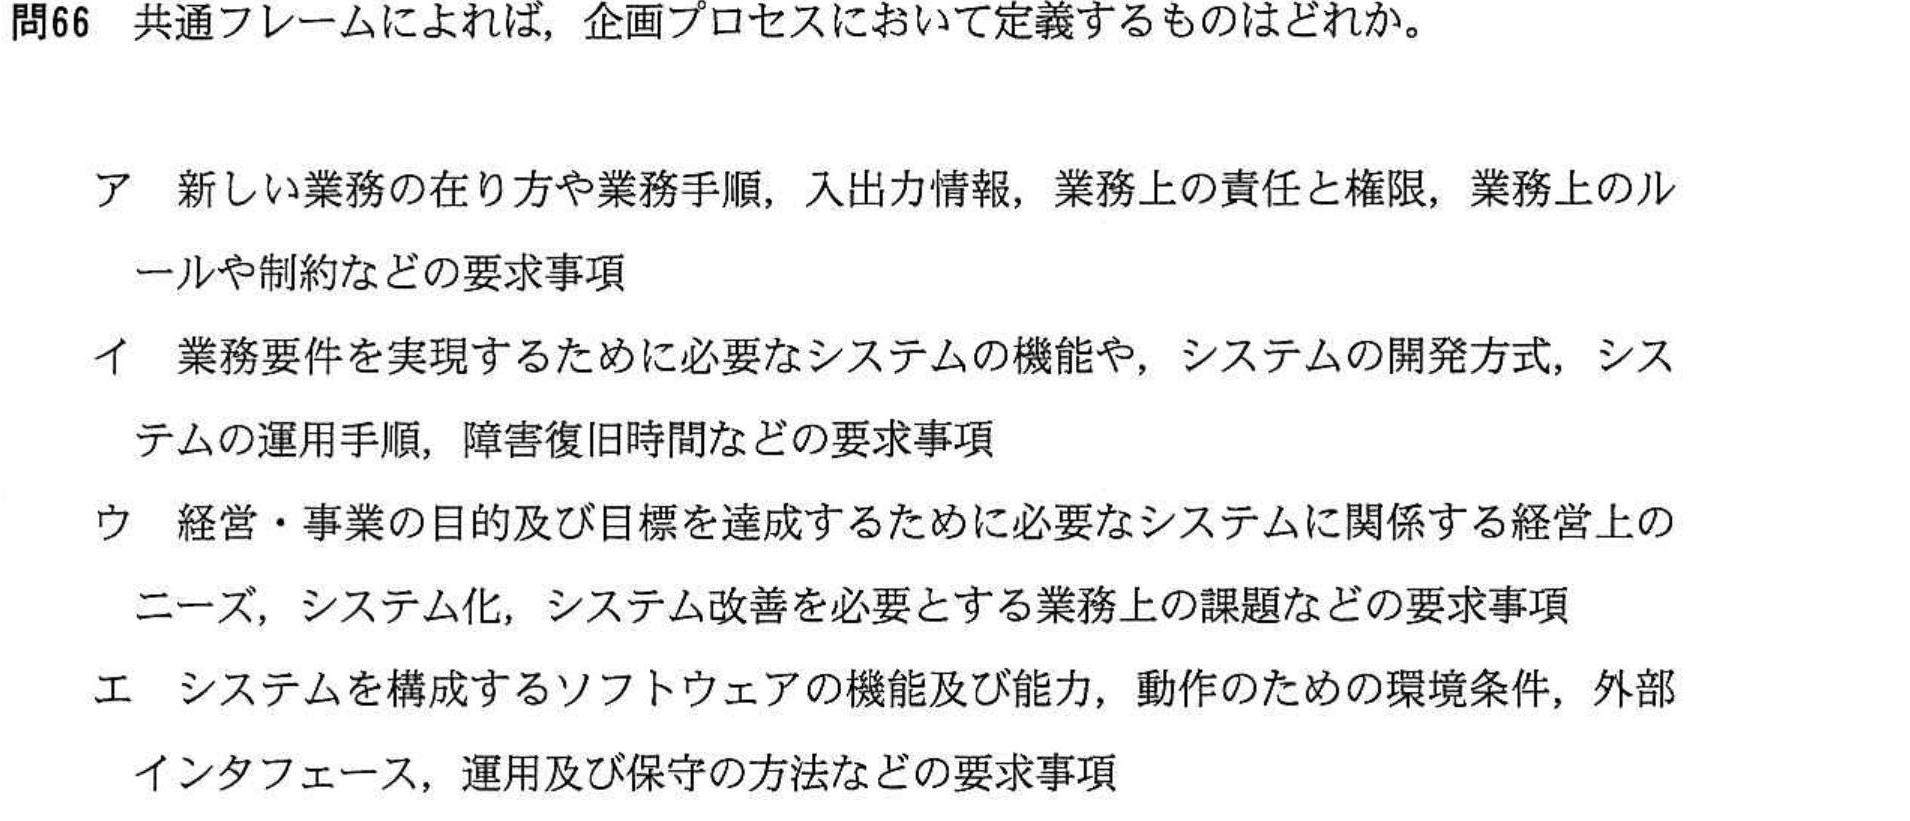 問66 共通フレームによれば，企画プロセスにおいて定義するものはどれか。
ア 新しい業務の在り方や業務手順，入出力情報，業務上の責任と権限，業務上のル
ールや制約などの要求事項
イ 業務要件を実現するために必要なシステムの機能や，システムの開発方式，シス
テムの運用手順，障害復旧時間などの要求事項
ウ 経営・事業の目的及び目標を達成するために必要なシステムに関係する経営上の
ニーズ，システム化，システム改善を必要とする業務上の課題などの要求事項
エ システムを構成するソフトウェアの機能及び能力，動作のための環境条件，外部
インタフェース，運用及び保守の方法などの要求事項